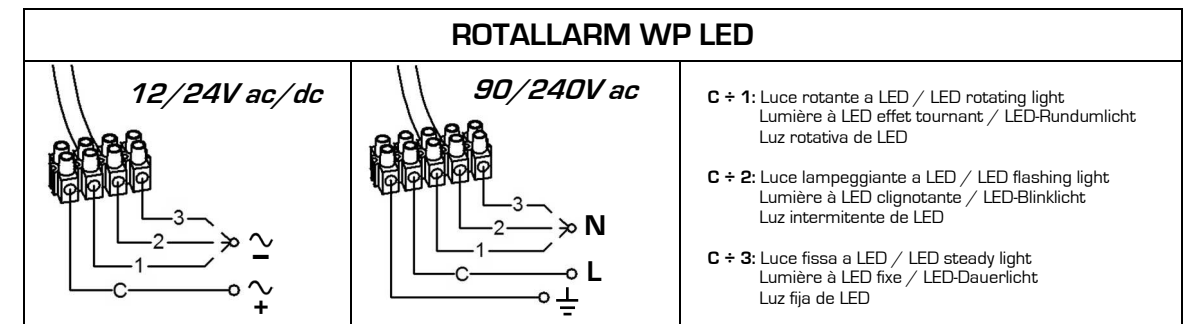 ROTALLARM WP LED
12/24V ac/dc
3
2
1
C
~
–
~
+
90/240V ac
3
2
1
N
C
L
C ÷ 1: Luce rotante a LED / LED rotating light
Lumière à LED effet tournant / LED-Rundumlicht
Luz rotativa de LED
C ÷ 2: Luce lampeggiante a LED / LED flashing light
Lumière à LED clignotante / LED-Blinklicht
Luz intermitente de LED
C ÷ 3: Luce fissa a LED / LED steady light
Lumière à LED fixe / LED-Dauerlicht
Luz fija de LED